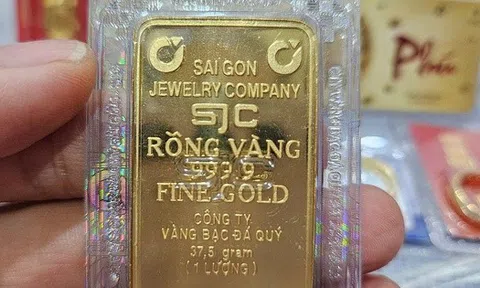 SAI GON
JEWELRY COMPANY
SJC
RỒNG VÀNG
999.9
FINE GOLD
CÔNG TY
VÀNG BẠC ĐÁ QUÝ
37,5 gram
(1 LƯỢNG)
Phú